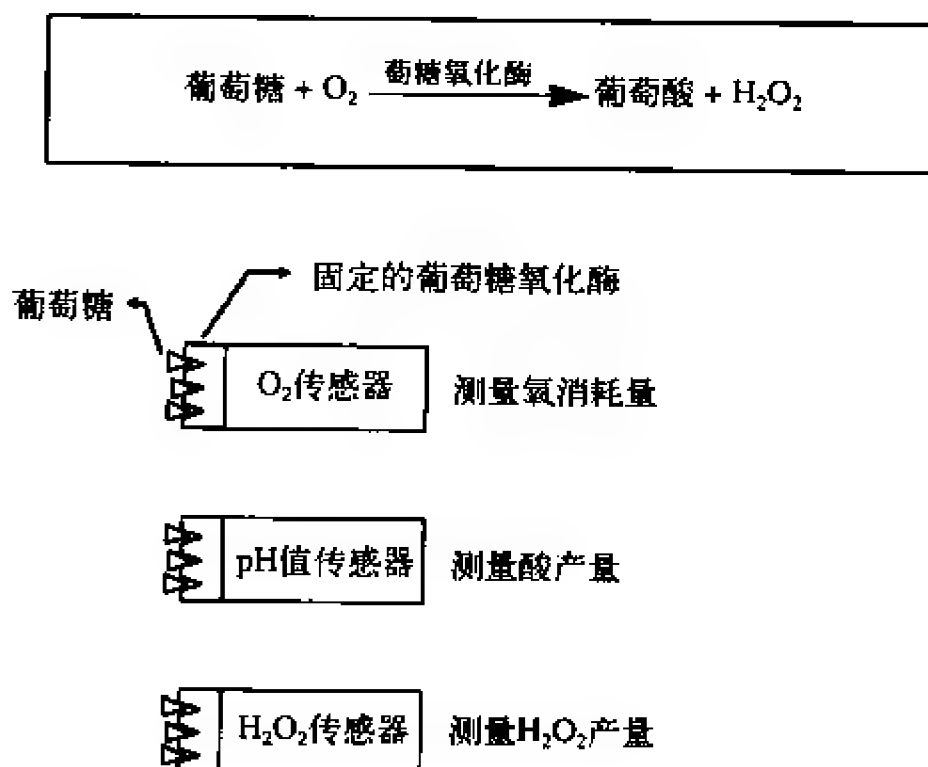 葡萄糖 + O₂ 萄糖氧化酶 葡萄酸 + H₂O₂
固定的葡萄糖氧化酶
葡萄糖
O₂传感器 测量氧消耗量
pH值传感器 测量酸产量
H₂O₂传感器 测量H₂O₂产量